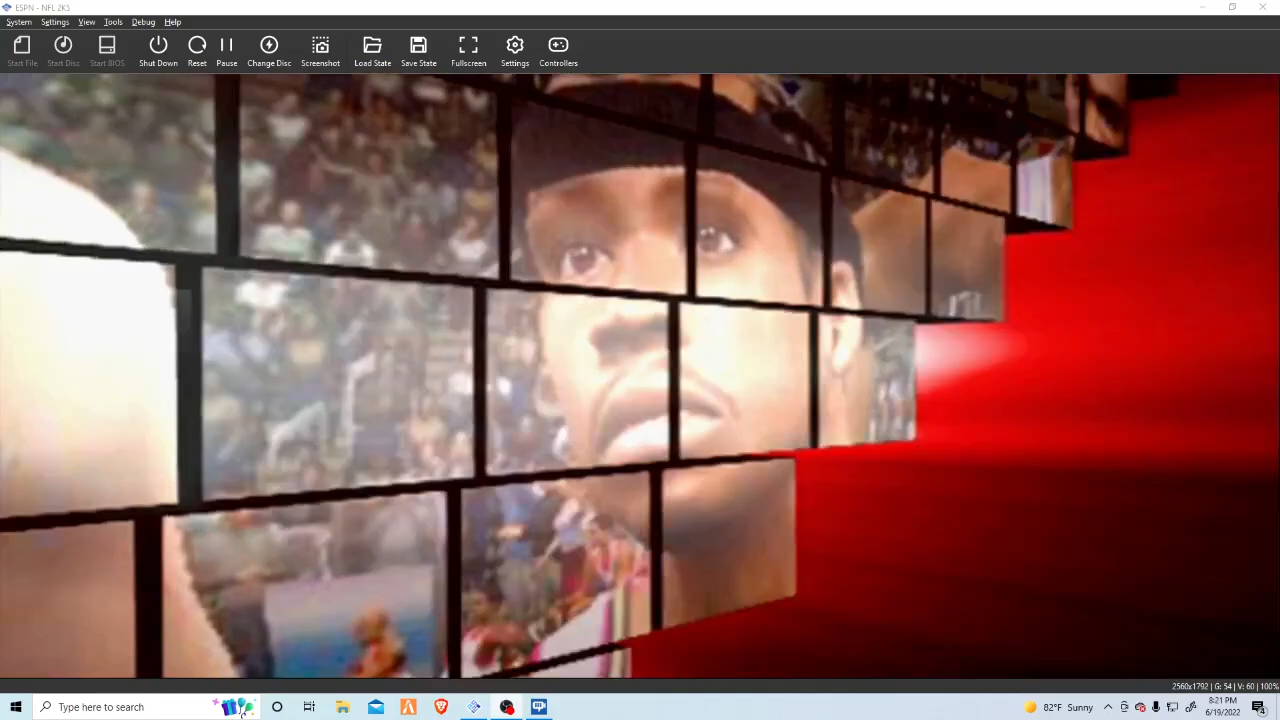 ESPN - NFL 2K5
System Settings View Tools Debug Help
Start File Start Disc Start BIOS Shut Down Reset Pause Change Disc Screenshot Load State Save State Fullscreen Settings Controllers
2560x1792 | G: 54 | V: 60 | 100%
Type here to search
82°F Sunny
8:21 PM
6/19/2022
4